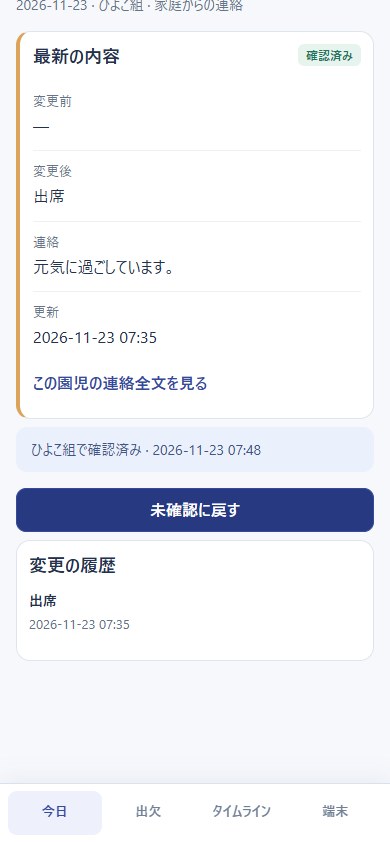 2026-11-23 · ひよこ組 · 家庭からの連絡
最新の内容
確認済み
変更前
—
変更後
出席
連絡
元気に過ごしています。
更新
2026-11-23 07:35
この園児の連絡全文を見る
ひよこ組で確認済み · 2026-11-23 07:48
未確認に戻す
変更の履歴
出席
2026-11-23 07:35
今日
出欠
タイムライン
端末